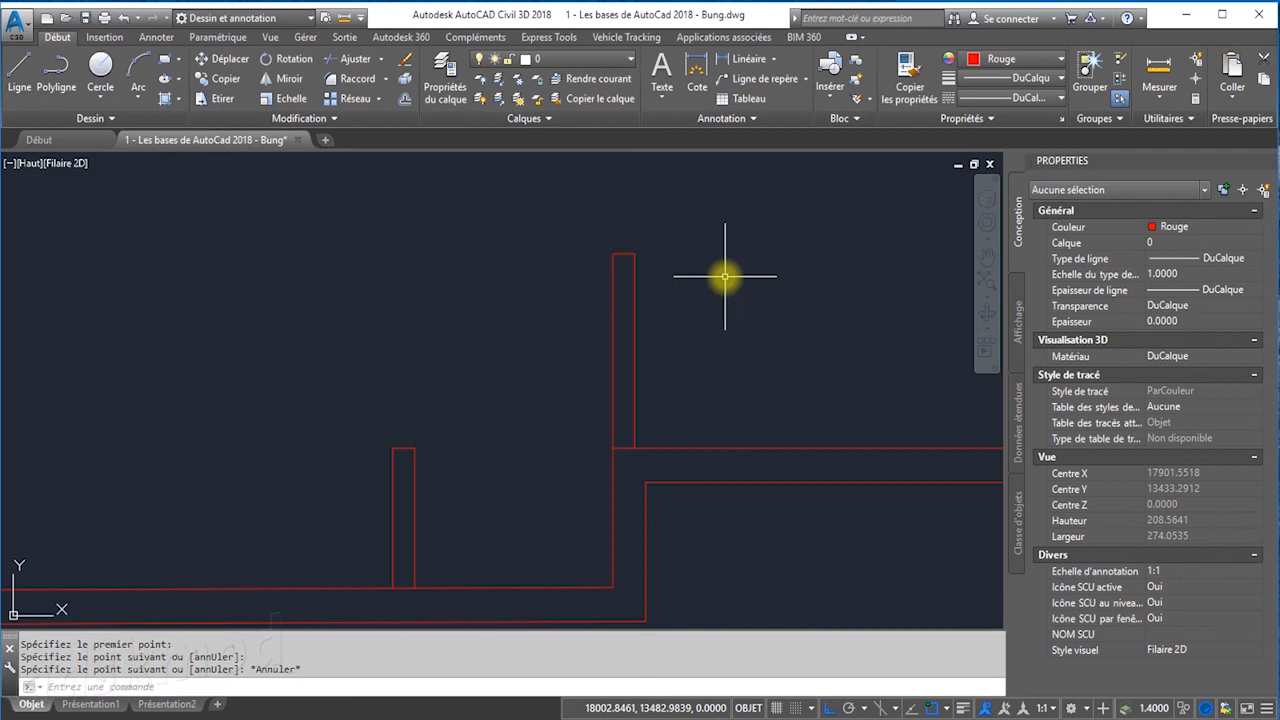 Dessin et annotation
Autodesk AutoCAD Civil 3D 2018    1 - Les bases de AutoCad 2018 - Bung.dwg
Entrez mot-clé ou expression
Se connecter
C3D
Début Insertion Annoter Paramétrique Vue Gérer Sortie Autodesk 360 Compléments Express Tools Vehicle Tracking Applications associées BIM 360
Ligne Polyligne Cercle Arc
Déplacer Rotation Ajuster
Copier Miroir Raccord
Etirer Echelle Réseau
Propriétés du calque
0
Rendre courant
Copier le calque
Texte Cote
Linéaire
Ligne de repère
Tableau
Insérer
Copier les propriétés
Rouge
DuCalqu
DuCal...
Grouper
Mesurer
Coller
Dessin Modification Calques Annotation Bloc Propriétés Groupes Utilitaires Presse-papiers
Début 1 - Les bases de AutoCad 2018 - Bung*
[−][Haut][Filaire 2D]
PROPERTIES
Aucune sélection
Général
Couleur Rouge
Calque 0
Type de ligne DuCalque
Echelle du type de... 1.0000
Epaisseur de ligne DuCalque
Transparence DuCalque
Epaisseur 0.0000
Visualisation 3D
Matériau DuCalque
Style de tracé
Style de tracé ParCouleur
Table des styles de... Aucune
Table des tracés att... Objet
Type de table de tr... Non disponible
Vue
Centre X 17901.5518
Centre Y 13433.2912
Centre Z 0.0000
Hauteur 208.5641
Largeur 274.0535
Divers
Echelle d'annotation 1:1
Icône SCU active Oui
Icône SCU au nivea... Oui
Icône SCU par fenê... Oui
NOM SCU
Style visuel Filaire 2D
Conception
Affichage
Données étendues
Classe d'objets
Y
X
Spécifiez le premier point:
Spécifiez le point suivant ou [annUler]:
Spécifiez le point suivant ou [annUler]: *Annuler*
Entrez une commande
Objet Présentation1 Présentation2
18002.8461, 13482.9839, 0.0000 OBJET
1:1
1.4000